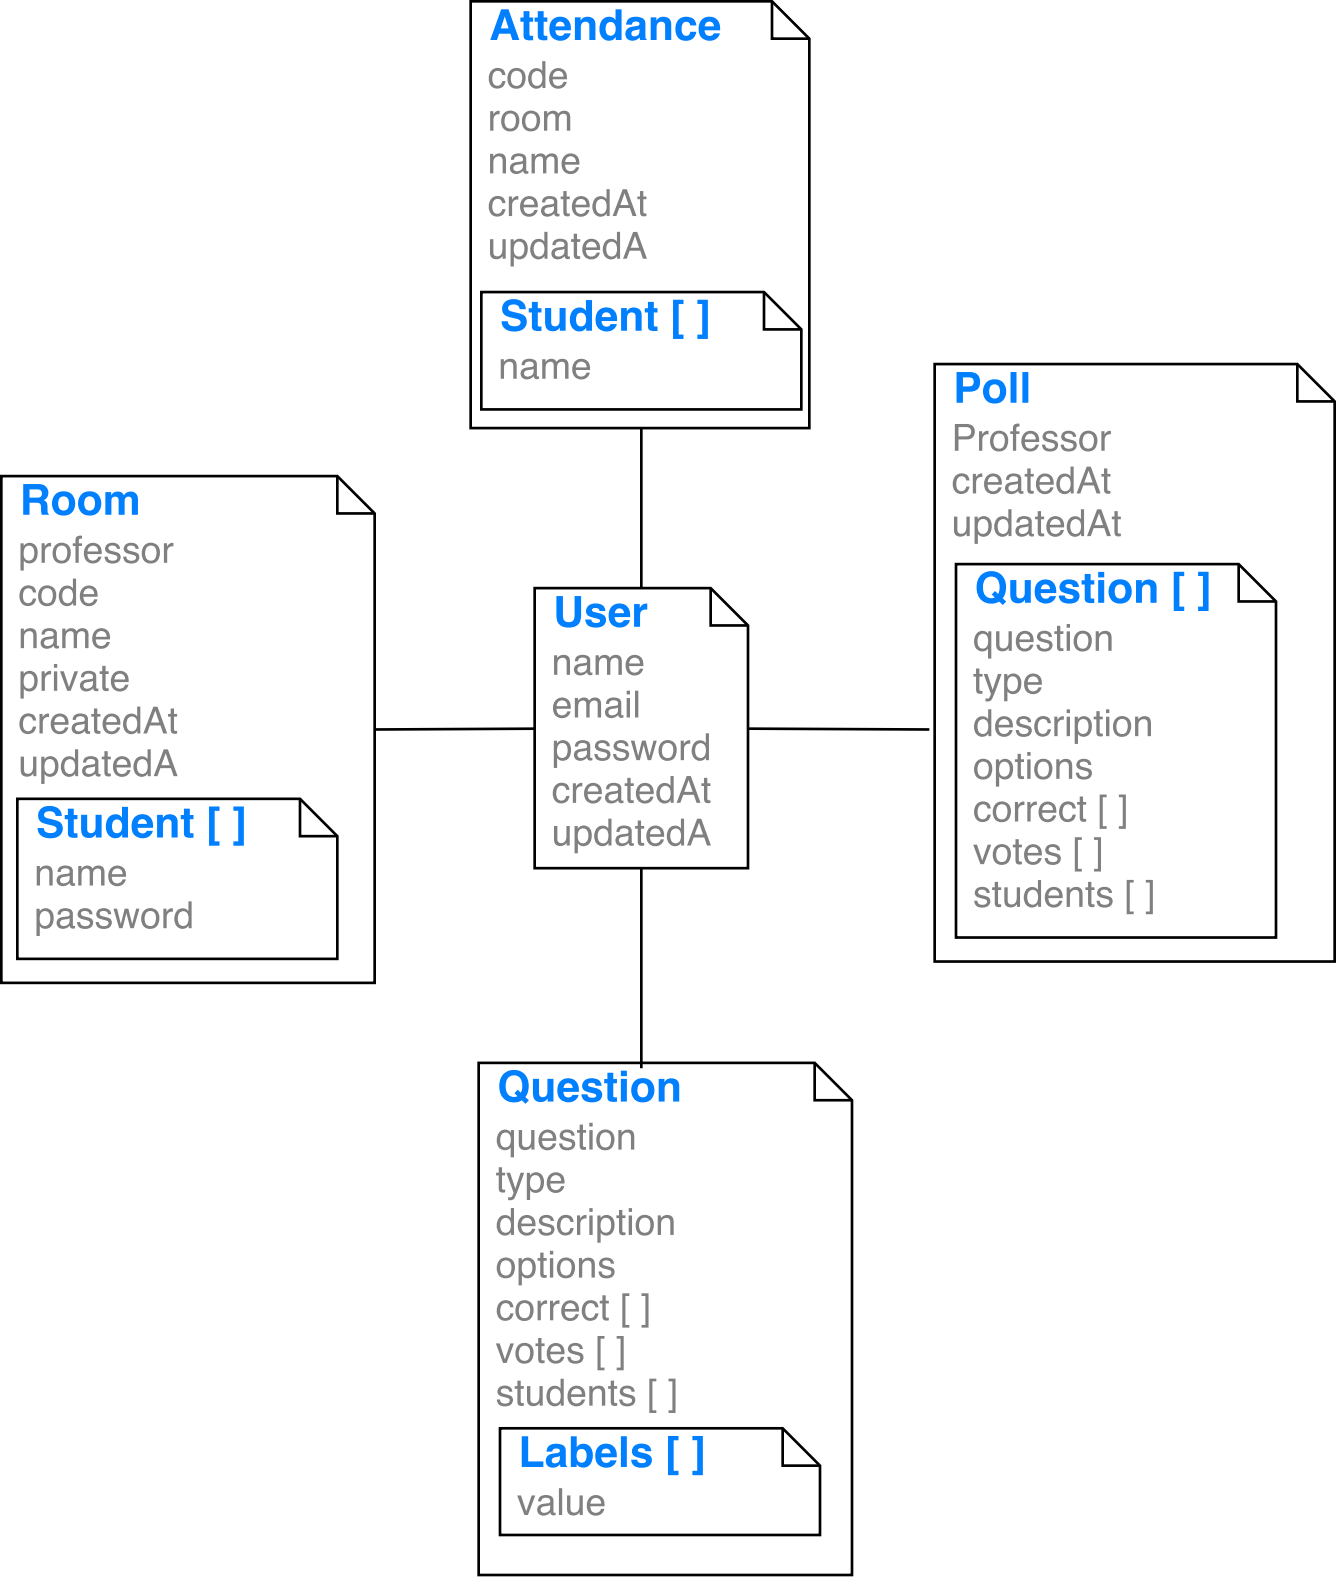 Attendance
code
room
name
createdAt
updatedA
Student [ ]
name
Room
professor
code
name
private
createdAt
updatedA
Student [ ]
name
password
User
name
email
password
createdAt
updatedA
Poll
Professor
createdAt
updatedAt
Question [ ]
question
type
description
options
correct [ ]
votes [ ]
students [ ]
Question
question
type
description
options
correct [ ]
votes [ ]
students [ ]
Labels [ ]
value